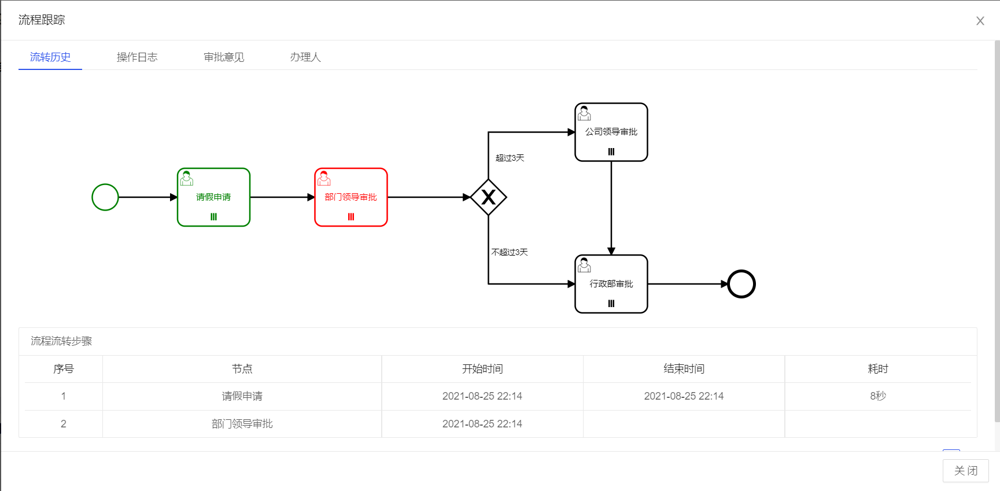 流程跟踪
流转历史 操作日志 审批意见 办理人
公司领导审批
超过3天
请假申请
部门领导审批
X
不超过3天
行政部审批
流程流转步骤
序号 节点 开始时间 结束时间 耗时
1 请假申请 2021-08-25 22:14 2021-08-25 22:14 8秒
2 部门领导审批 2021-08-25 22:14
关 闭